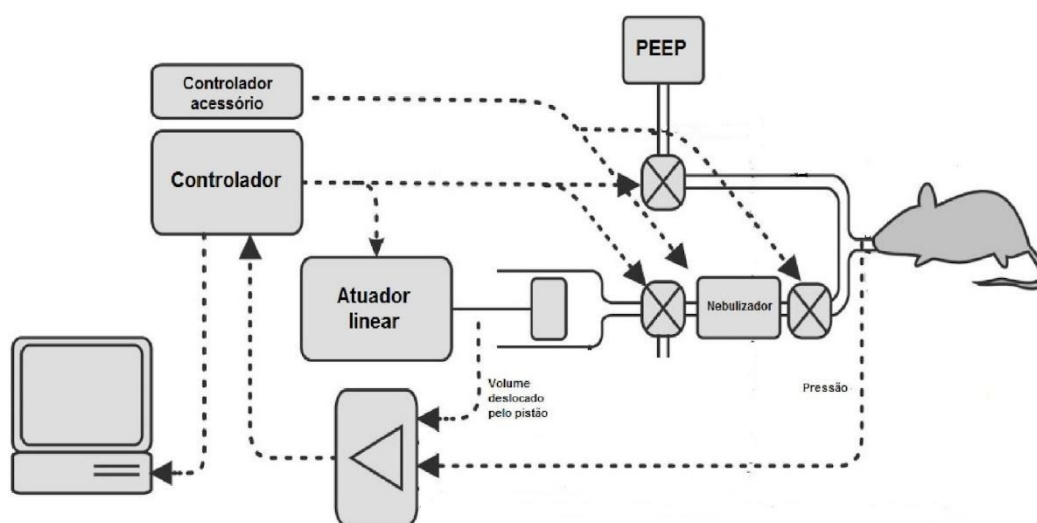 PEEP
Controlador
acessório
Controlador
Atuador
linear
Nebulizador
Volume
deslocado
pelo pistão
Pressão